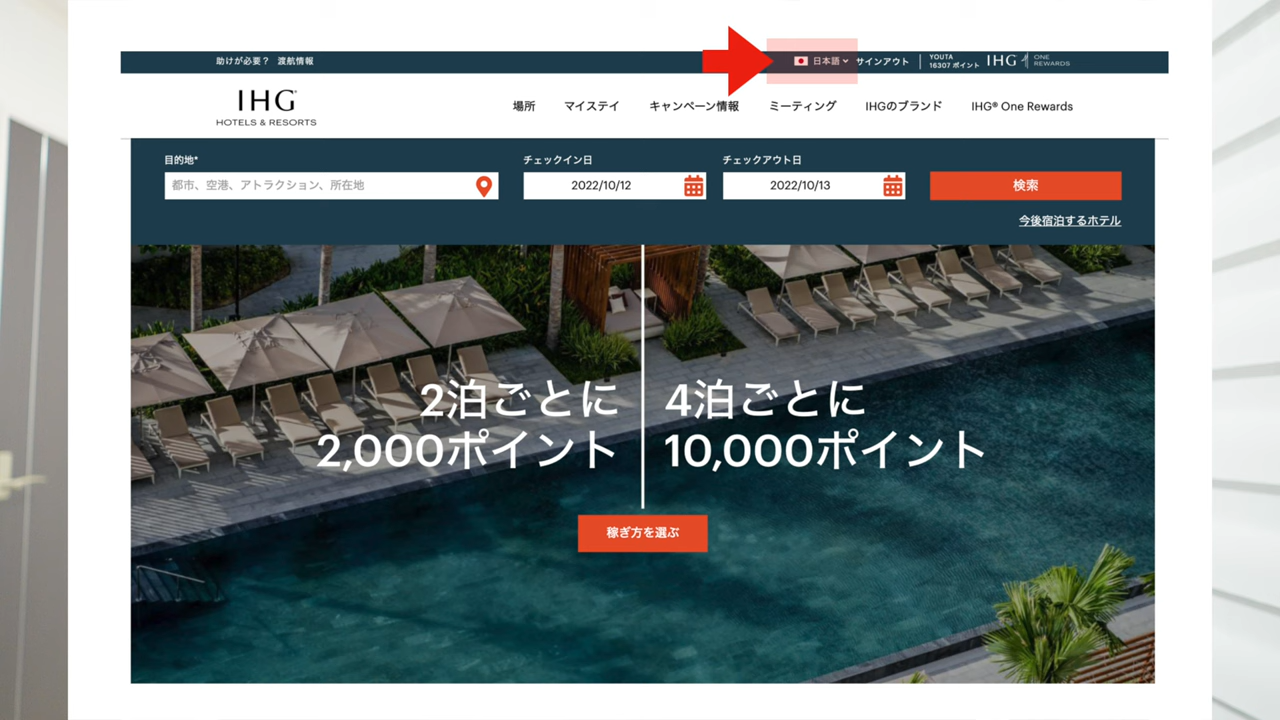 助けが必要？ 渡航情報
日本語 サインアウト
YOUTA
16307 ポイント
IHG ONE REWARDS
IHG
HOTELS & RESORTS
場所 マイステイ キャンペーン情報 ミーティング IHGのブランド IHG® One Rewards
目的地* チェックイン日 チェックアウト日
都市、空港、アトラクション、所在地 2022/10/12 2022/10/13 検索
今後宿泊するホテル
2泊ごとに
2,000ポイント
4泊ごとに
10,000ポイント
稼ぎ方を選ぶ